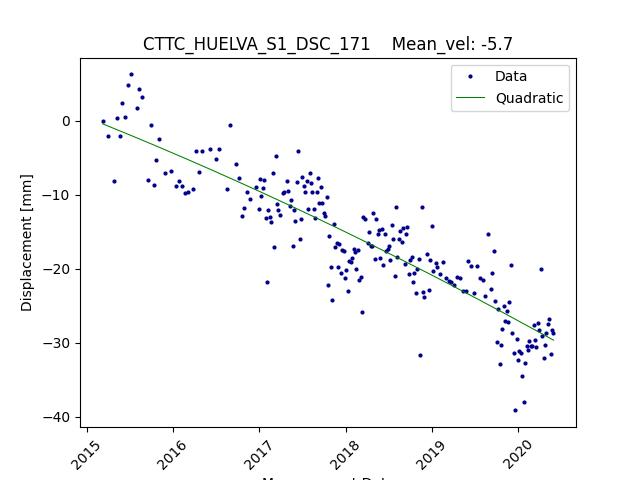 CTTC_HUELVA_S1_DSC_171 Mean_vel: -5.7
Data
Quadratic
Displacement [mm]
0
−10
−20
−30
−40
2015
2016
2017
2018
2019
2020